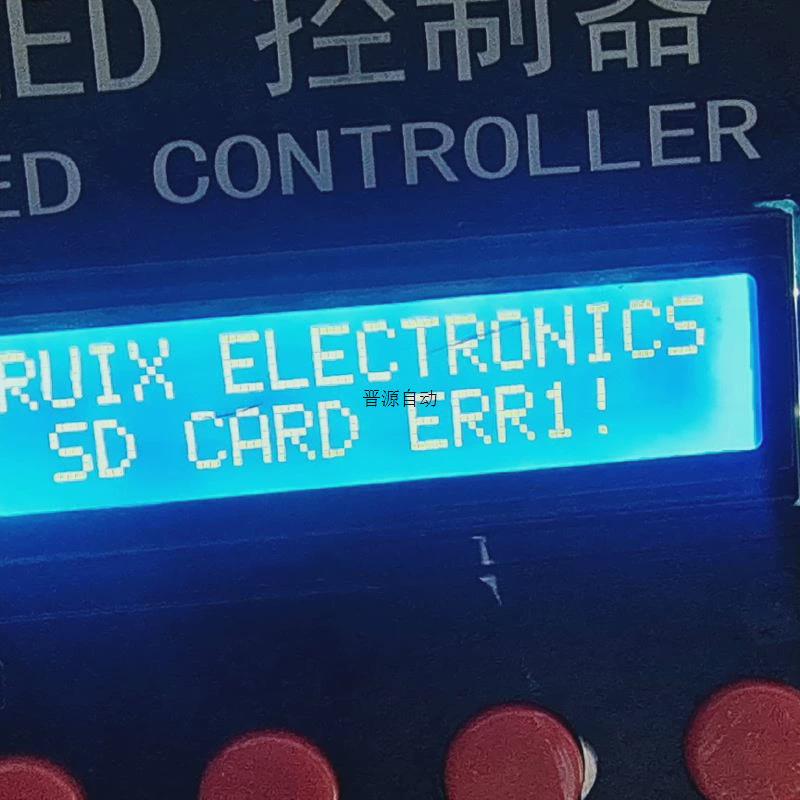 ED 控制器
ED CONTROLLER
RUIX ELECTRONICS
SD CARD ERR1!
晋源自动